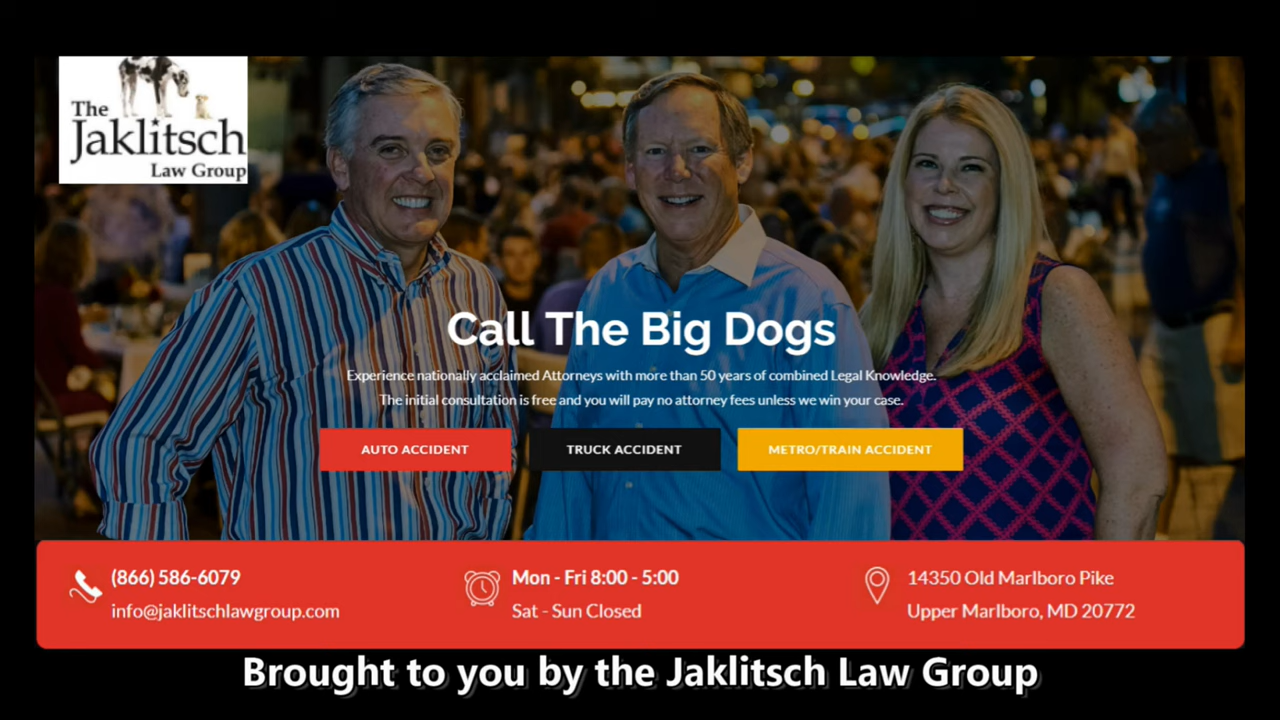 The
Jaklitsch
Law Group
Call The Big Dogs
Experience nationally acclaimed Attorneys with more than 50 years of combined Legal Knowledge.
The initial consultation is free and you will pay no attorney fees unless we win your case.
AUTO ACCIDENT
TRUCK ACCIDENT
METRO/TRAIN ACCIDENT
(866) 586-6079
info@jaklitschlawgroup.com
Mon - Fri 8:00 - 5:00
Sat - Sun Closed
14350 Old Marlboro Pike
Upper Marlboro, MD 20772
Brought to you by the Jaklitsch Law Group